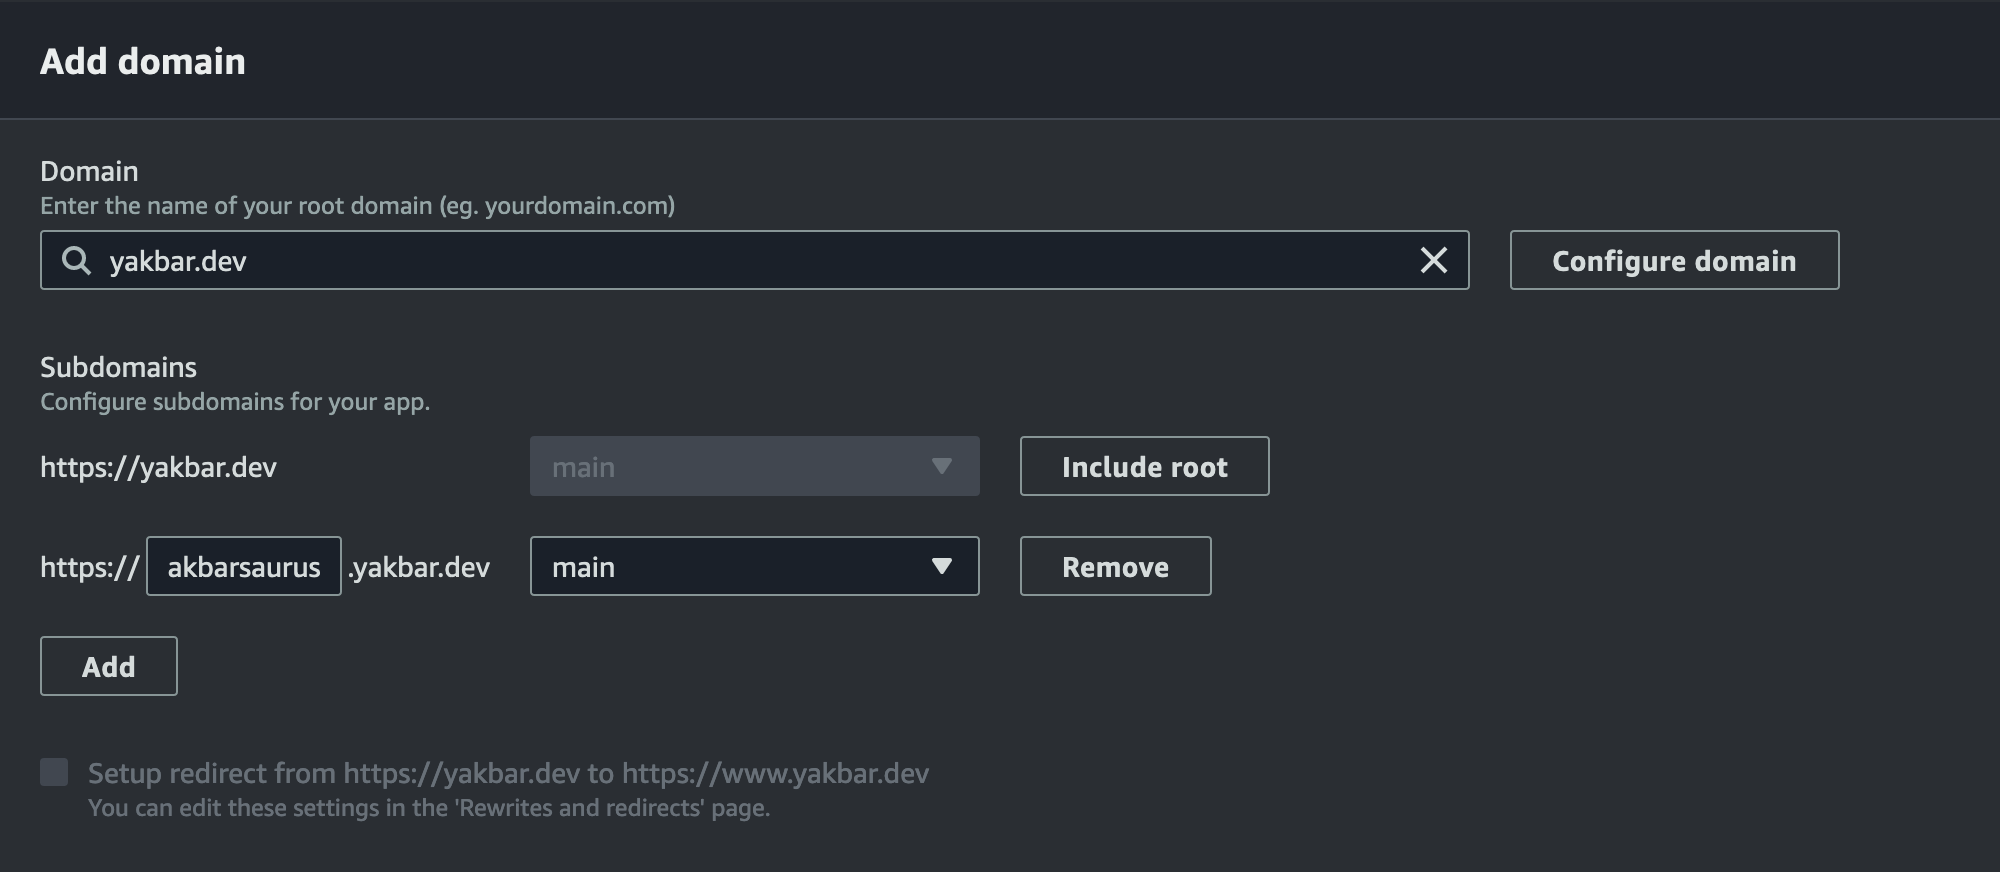 Add domain
Domain
Enter the name of your root domain (eg. yourdomain.com)
yakbar.dev
Configure domain
Subdomains
Configure subdomains for your app.
https://yakbar.dev main Include root
https:// akbarsaurus .yakbar.dev main Remove
Add
Setup redirect from https://yakbar.dev to https://www.yakbar.dev
You can edit these settings in the 'Rewrites and redirects' page.